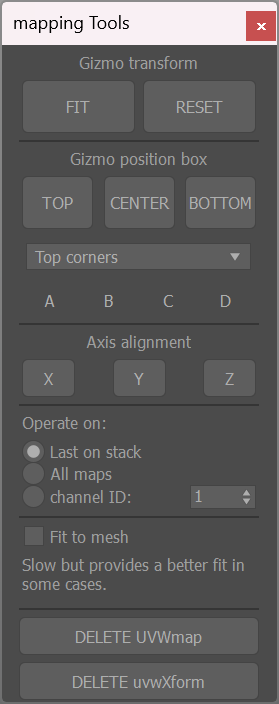 mapping Tools
x
Gizmo transform
FIT RESET
Gizmo position box
TOP CENTER BOTTOM
Top corners
A B C D
Axis alignment
X Y Z
Operate on:
Last on stack
All maps
channel ID: 1
Fit to mesh
Slow but provides a better fit in
some cases.
DELETE UVWmap
DELETE uvwXform